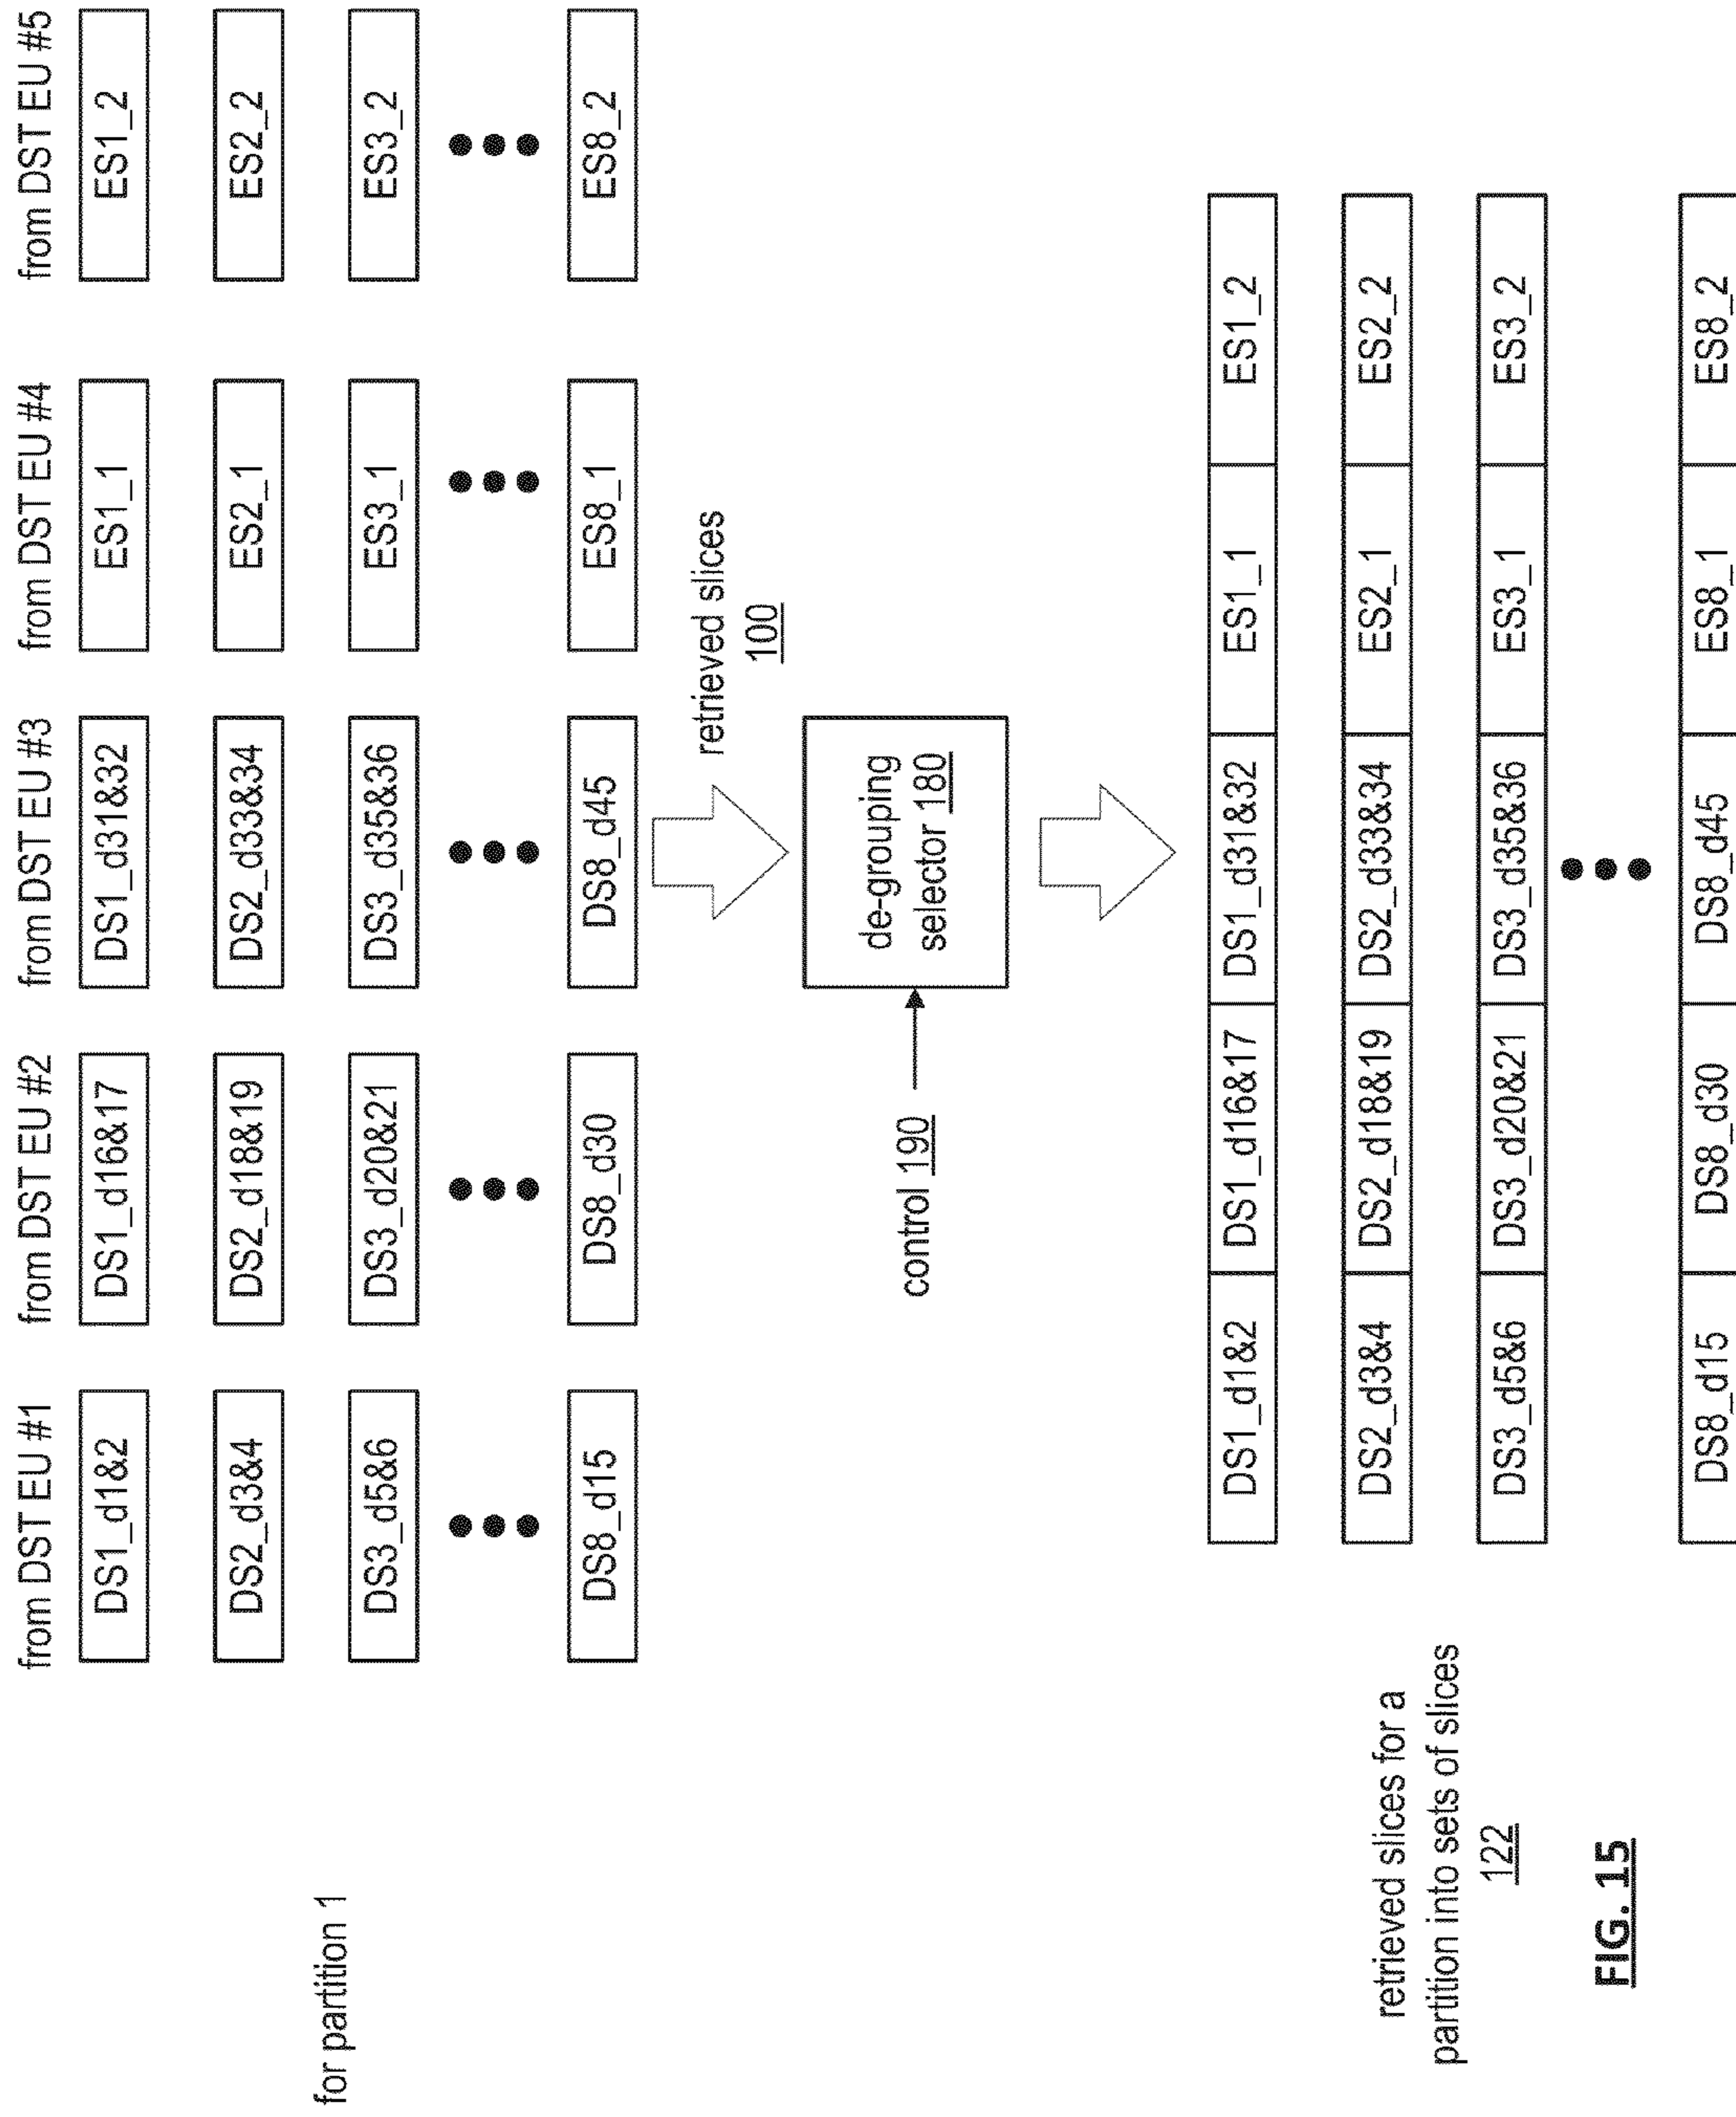 for partition 1
from DST EU #1
from DST EU #2
from DST EU #3
from DST EU #4
from DST EU #5
DS1_d1&2
DS1_d16&17
DS1_d31&32
ES1_1
ES1_2
DS2_d3&4
DS2_d18&19
DS2_d33&34
ES2_1
ES2_2
DS3_d5&6
DS3_d20&21
DS3_d35&36
ES3_1
ES3_2
DS8_d15
DS8_d30
DS8_d45
ES8_1
ES8_2
retrieved slices
100
control 190
de-grouping
selector 180
retrieved slices for a
partition into sets of slices
122
DS1_d1&2
DS1_d16&17
DS1_d31&32
ES1_1
ES1_2
DS2_d3&4
DS2_d18&19
DS2_d33&34
ES2_1
ES2_2
DS3_d5&6
DS3_d20&21
DS3_d35&36
ES3_1
ES3_2
DS8_d15
DS8_d30
DS8_d45
ES8_1
ES8_2
FIG. 15